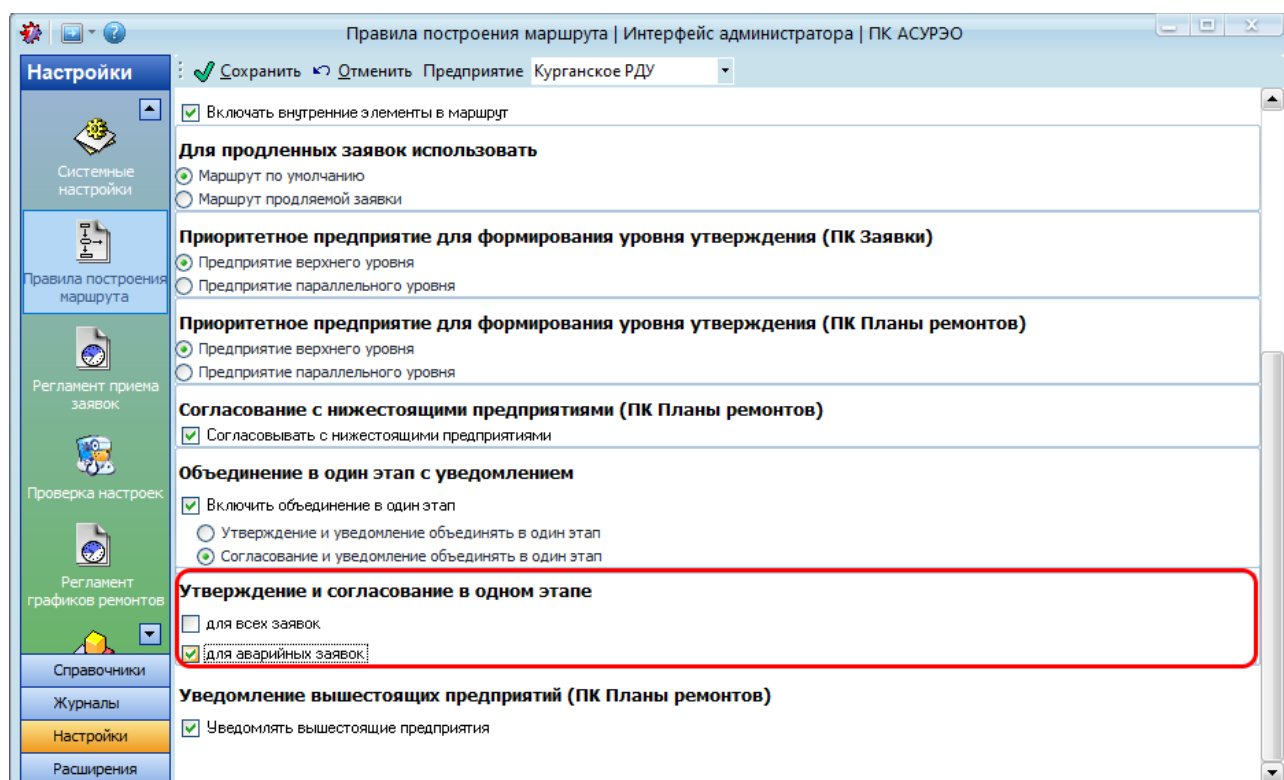 Правила построения маршрута | Интерфейс администратора | ПК АСУРЭО
Настройки
Сохранить Отменить Предприятие Курганское РДУ
Системные
настройки
Правила построения
маршрута
Регламент приема
заявок
Проверка настроек
Регламент
графиков ремонтов
Справочники
Журналы
Настройки
Расширения
Включать внутренние элементы в маршрут
Для продленных заявок использовать
Маршрут по умолчанию
Маршрут продляемой заявки
Приоритетное предприятие для формирования уровня утверждения (ПК Заявки)
Предприятие верхнего уровня
Предприятие параллельного уровня
Приоритетное предприятие для формирования уровня утверждения (ПК Планы ремонтов)
Предприятие верхнего уровня
Предприятие параллельного уровня
Согласование с нижестоящими предприятиями (ПК Планы ремонтов)
Согласовывать с нижестоящими предприятиями
Объединение в один этап с уведомлением
Включить объединение в один этап
Утверждение и уведомление объединять в один этап
Согласование и уведомление объединять в один этап
Утверждение и согласование в одном этапе
для всех заявок
для аварийных заявок
Уведомление вышестоящих предприятий (ПК Планы ремонтов)
Уведомлять вышестоящие предприятия